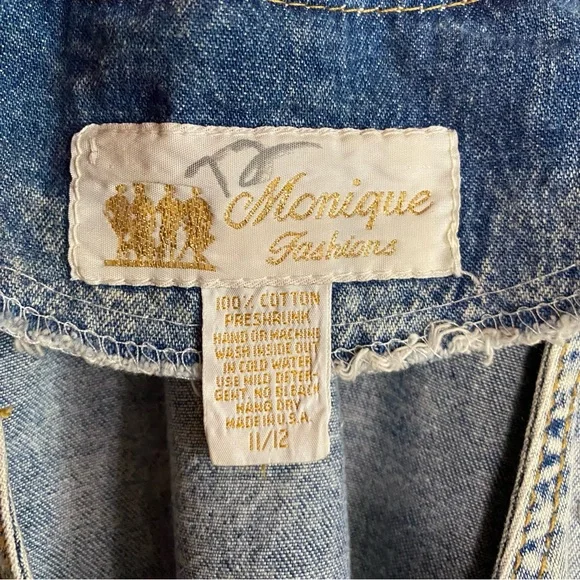 Monique
Fashions
100% COTTON
PRESHRUNK
HAND OR MACHINE
WASH INSIDE OUT
IN COLD WATER
USE MILD DETER-
GENT. NO BLEACH
HANG DRY
MADE IN U.S.A.
11/12